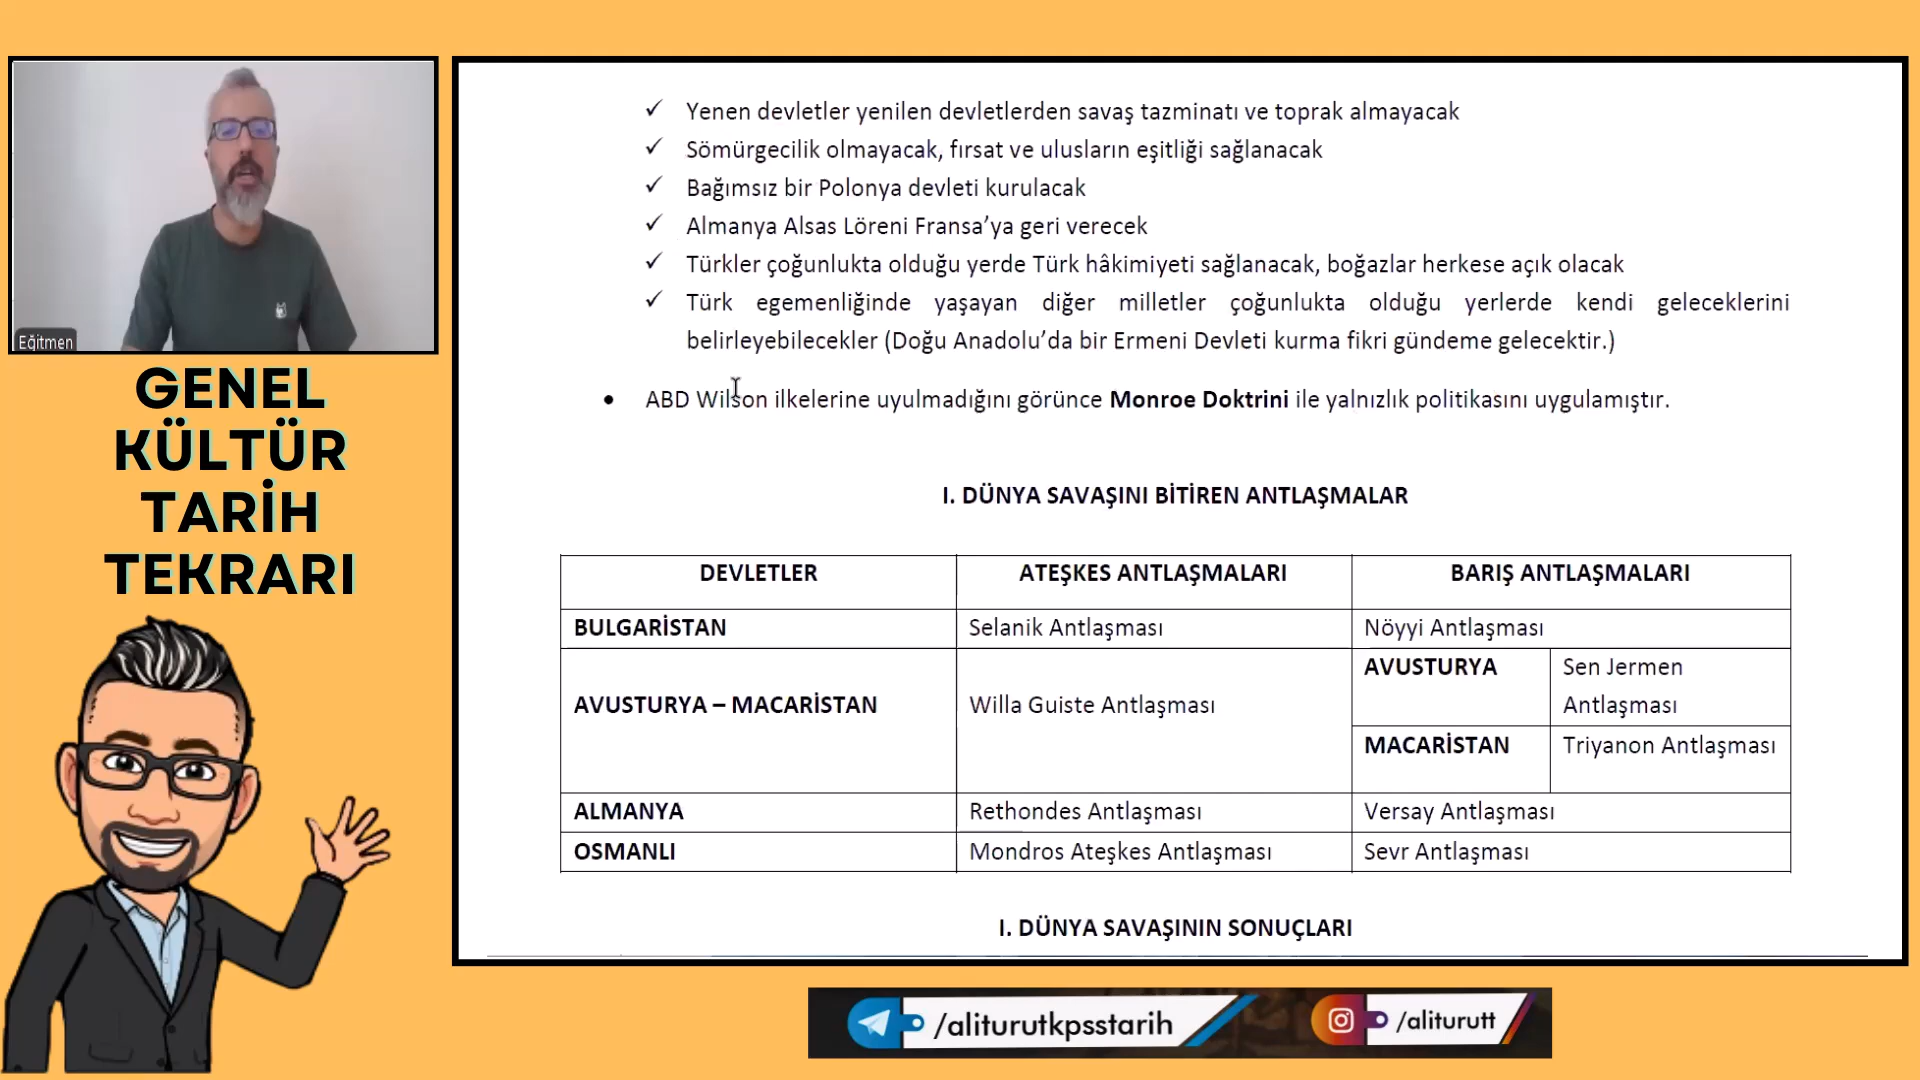 Eğitmen
GENEL
KÜLTÜR
TARİH
TEKRARI
✓ Yenen devletler yenilen devletlerden savaş tazminatı ve toprak almayacak
✓ Sömürgecilik olmayacak, fırsat ve ulusların eşitliği sağlanacak
✓ Bağımsız bir Polonya devleti kurulacak
✓ Almanya Alsas Löreni Fransa’ya geri verecek
✓ Türkler çoğunlukta olduğu yerde Türk hâkimiyeti sağlanacak, boğazlar herkese açık olacak
✓ Türk egemenliğinde yaşayan diğer milletler çoğunlukta olduğu yerlerde kendi geleceklerini
belirleyebilecekler (Doğu Anadolu’da bir Ermeni Devleti kurma fikri gündeme gelecektir.)
• ABD Wilson ilkelerine uyulmadığını görünce Monroe Doktrini ile yalnızlık politikasını uygulamıştır.
I. DÜNYA SAVAŞINI BİTİREN ANTLAŞMALAR
DEVLETLER ATEŞKES ANTLAŞMALARI BARIŞ ANTLAŞMALARI
BULGARİSTAN Selanik Antlaşması Nöyyi Antlaşması
AVUSTURYA – MACARİSTAN Willa Guiste Antlaşması
AVUSTURYA Sen Jermen
Antlaşması
MACARİSTAN Triyanon Antlaşması
ALMANYA Rethondes Antlaşması Versay Antlaşması
OSMANLI Mondros Ateşkes Antlaşması Sevr Antlaşması
I. DÜNYA SAVAŞININ SONUÇLARI
/aliturutkpsstarih
/aliturutt